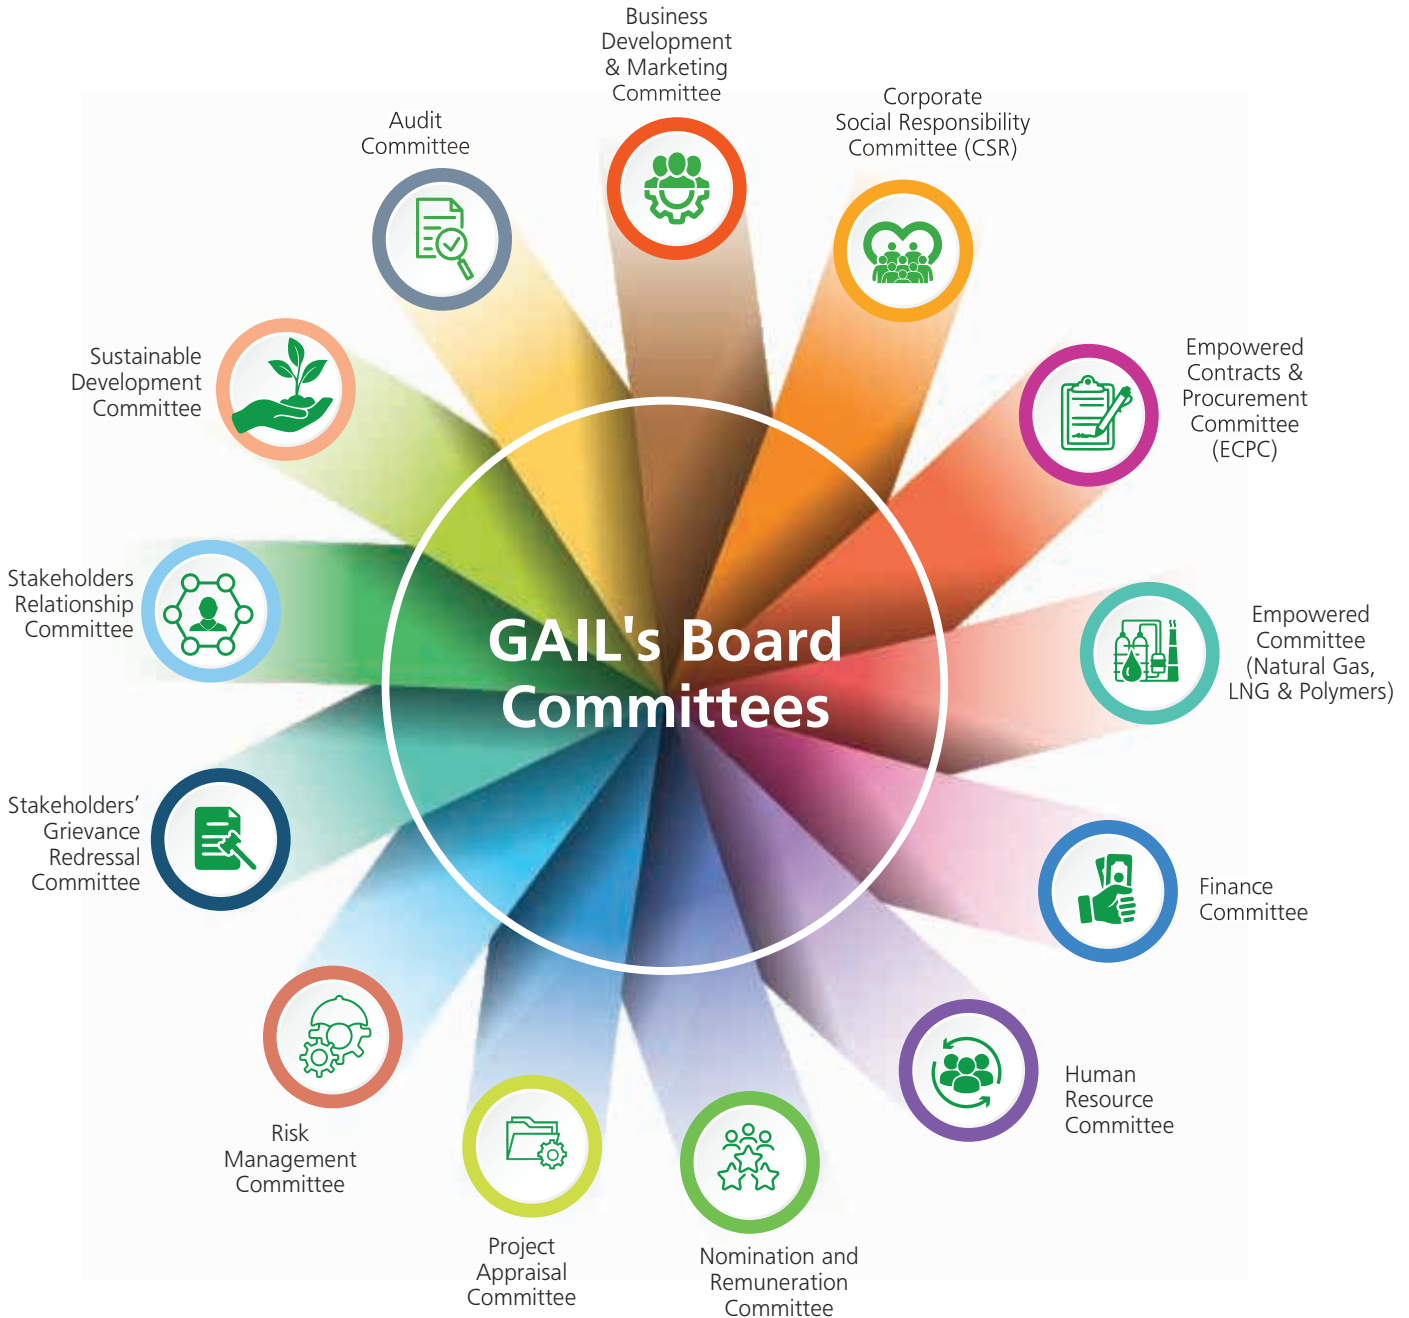 Business
Development
& Marketing
Committee
Corporate
Social Responsibility
Committee (CSR)
Empowered
Contracts &
Procurement
Committee
(ECPC)
Empowered
Committee
(Natural Gas,
LNG & Polymers)
Finance
Committee
Human
Resource
Committee
Nomination and
Remuneration
Committee
Project
Appraisal
Committee
Risk
Management
Committee
Stakeholders’
Grievance
Redressal
Committee
Stakeholders
Relationship
Committee
Sustainable
Development
Committee
Audit
Committee
GAIL's Board
Committees